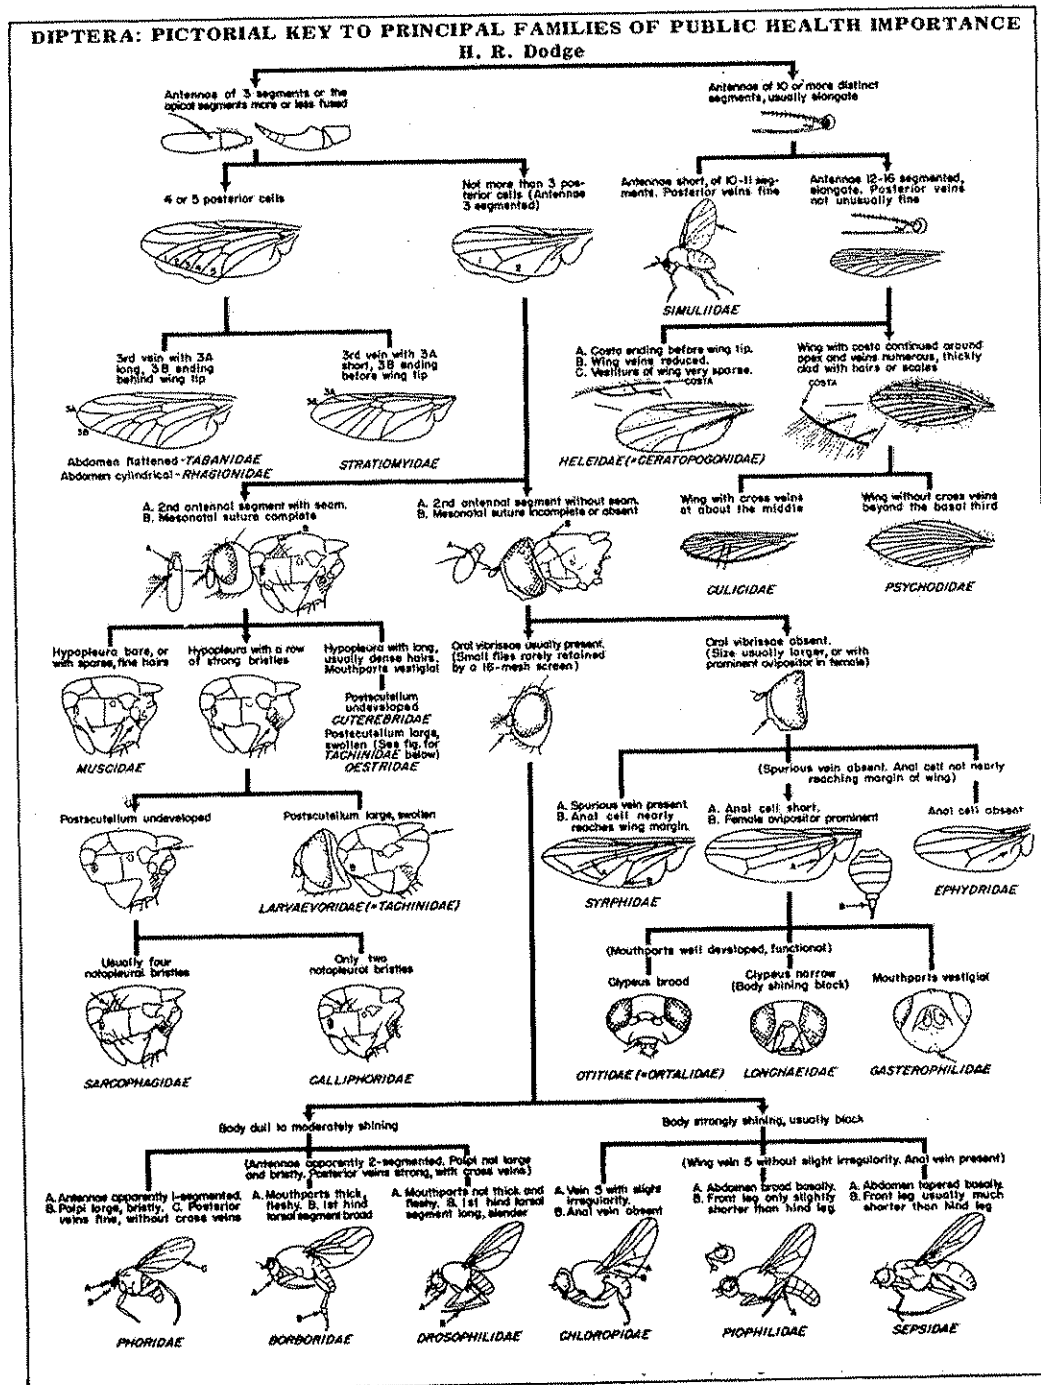 DIPTERA: PICTORIAL KEY TO PRINCIPAL FAMILIES OF PUBLIC HEALTH IMPORTANCE
H. R. Dodge
Antennae of 3 segments or the
apical segments more or less fused
Antennae of 10 or more distinct
segments, usually elongate
4 or 5 posterior cells
Not more than 3 pos-
terior cells (Antennae
3 segmented)
Antennae short, of 10-11 seg-
ments. Posterior veins fine
Antennae 12-16 segmented,
elongate. Posterior veins
not unusually fine
1 2 3 4 5
1 2
SIMULIIDAE
3rd vein with 3A
long, 3B ending
behind wing tip
3rd vein with 3A
short, 3B ending
before wing tip
A. Costa ending before wing tip.
B. Wing veins reduced.
C. Vestiture of wing very sparse.
Wing with costa continued around
apex and veins numerous, thickly
clad with hairs or scales
COSTA
COSTA
3A
3B
3A
Abdomen flattened-TABANIDAE
Abdomen cylindrical-RHAGIONIDAE
STRATIOMYIDAE
HELEIDAE(=CERATOPOGONIDAE)
A. 2nd antennal segment with seam.
B. Mesonotal suture complete
A. 2nd antennal segment without seam.
B. Mesonotal suture incomplete or absent
Wing with cross veins
at about the middle
Wing without cross veins
beyond the basal third
CULICIDAE
PSYCHODIDAE
Hypopleura bare, or
with sparse, fine hairs
Hypopleura with a row
of strong bristles
Hypopleura with long,
usually dense hairs.
Mouthparts vestigial
Oral vibrissae usually present.
(Small flies rarely retained
by a 16-mesh screen)
Oral vibrissae absent.
(Size usually larger, or with
prominent ovipositor in female)
Postscutellum
undeveloped
CUTEREBRIDAE
Postscutellum large,
swollen (See fig. for
TACHINIDAE below)
OESTRIDAE
MUSCIDAE
(Spurious vein absent. Anal cell not nearly
reaching margin of wing)
Postscutellum undeveloped
Postscutellum large, swollen
A. Spurious vein present
B. Anal cell nearly
reaches wing margin.
A. Anal cell short.
B. Female ovipositor prominent
Anal cell absent
LARVAEVORIDAE(=TACHINIDAE)
SYRPHIDAE
EPHYDRIDAE
Usually four
notopleural bristles
Only two
notopleural bristles
(Mouthparts well developed, functional)
Clypeus broad
Clypeus narrow
(Body shining black)
Mouthparts vestigial
SARCOPHAGIDAE
CALLIPHORIDAE
OTITIDAE(=ORTALIDAE)
LONCHAEIDAE
GASTEROPHILIDAE
Body dull to moderately shining
Body strongly shining, usually black
(Antennae apparently 2-segmented. Palpi not large
and bristly. Posterior veins strong, with cross veins)
(Wing vein 5 without slight irregularity. Anal vein present)
A. Antennae apparently 1-segmented.
B. Palpi large, bristly. C. Posterior
veins fine, without cross veins
A. Mouthparts thick,
fleshy. B. 1st hind
tarsal segment broad
A. Mouthparts not thick and
fleshy. B. 1st hind tarsal
segment long, slender
A. Vein 5 with slight
irregularity.
B. Anal vein absent
A. Abdomen broad basally.
B. Front leg only slightly
shorter than hind leg
A. Abdomen tapered basally.
B. Front leg usually much
shorter than hind leg
PHORIDAE
BORBORIDAE
DROSOPHILIDAE
CHLOROPIDAE
PIOPHILIDAE
SEPSIDAE